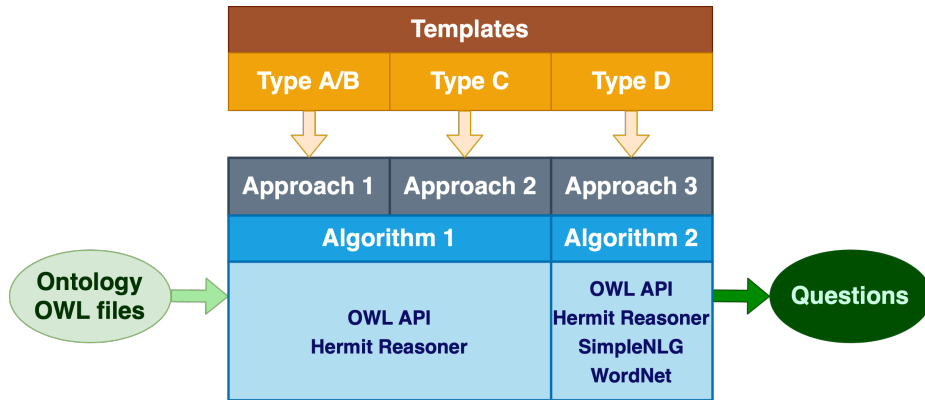 Templates
Type A/B
Type C
Type D
Approach 1
Approach 2
Approach 3
Algorithm 1
Algorithm 2
Ontology
OWL files
OWL API
Hermit Reasoner
OWL API
Hermit Reasoner
SimpleNLG
WordNet
Questions